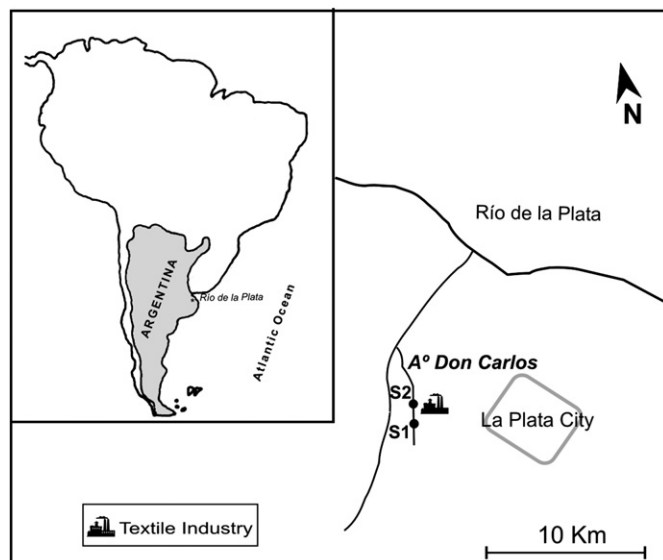 N
Río de la Plata
ARGENTINA
Río de la Plata
Atlantic Ocean
Aº Don Carlos
S2
S1
La Plata City
Textile Industry
10 Km